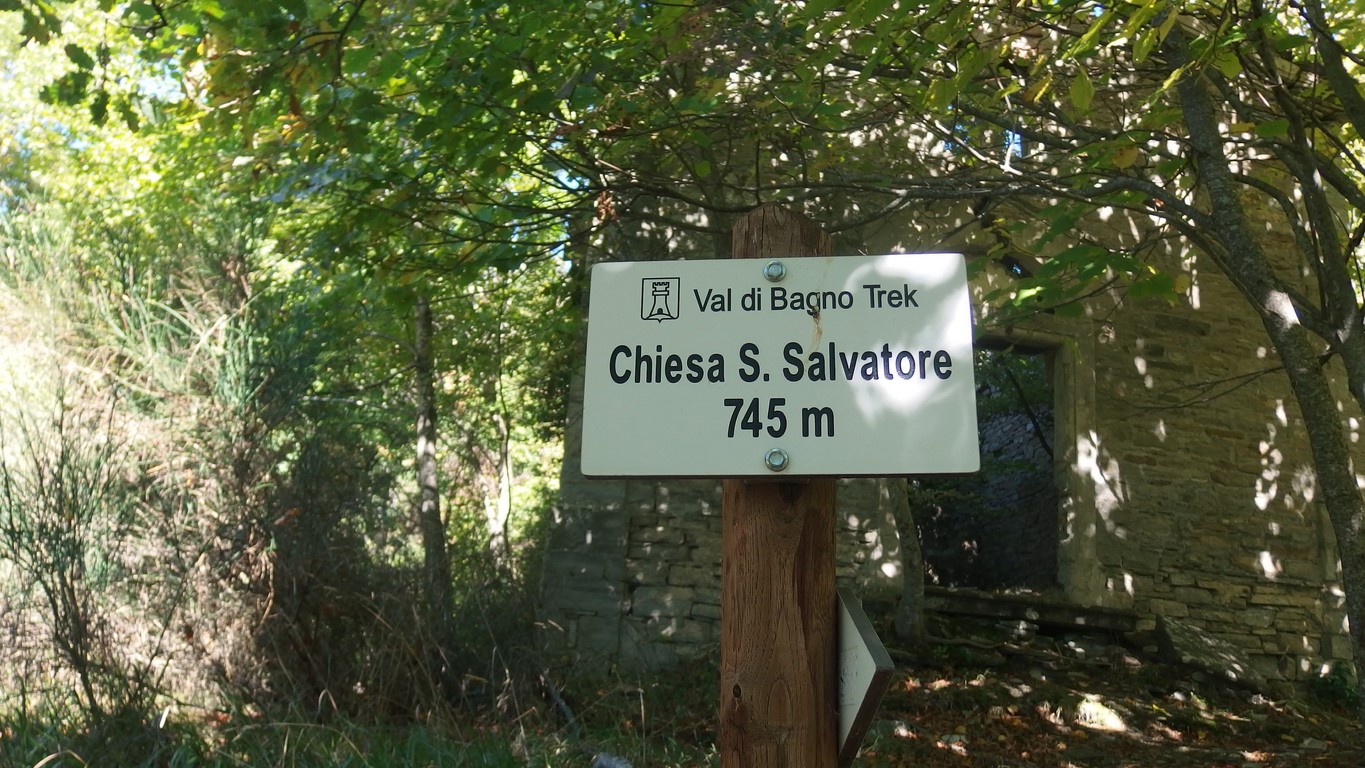 Val di Bagno Trek
Chiesa S. Salvatore
745 m